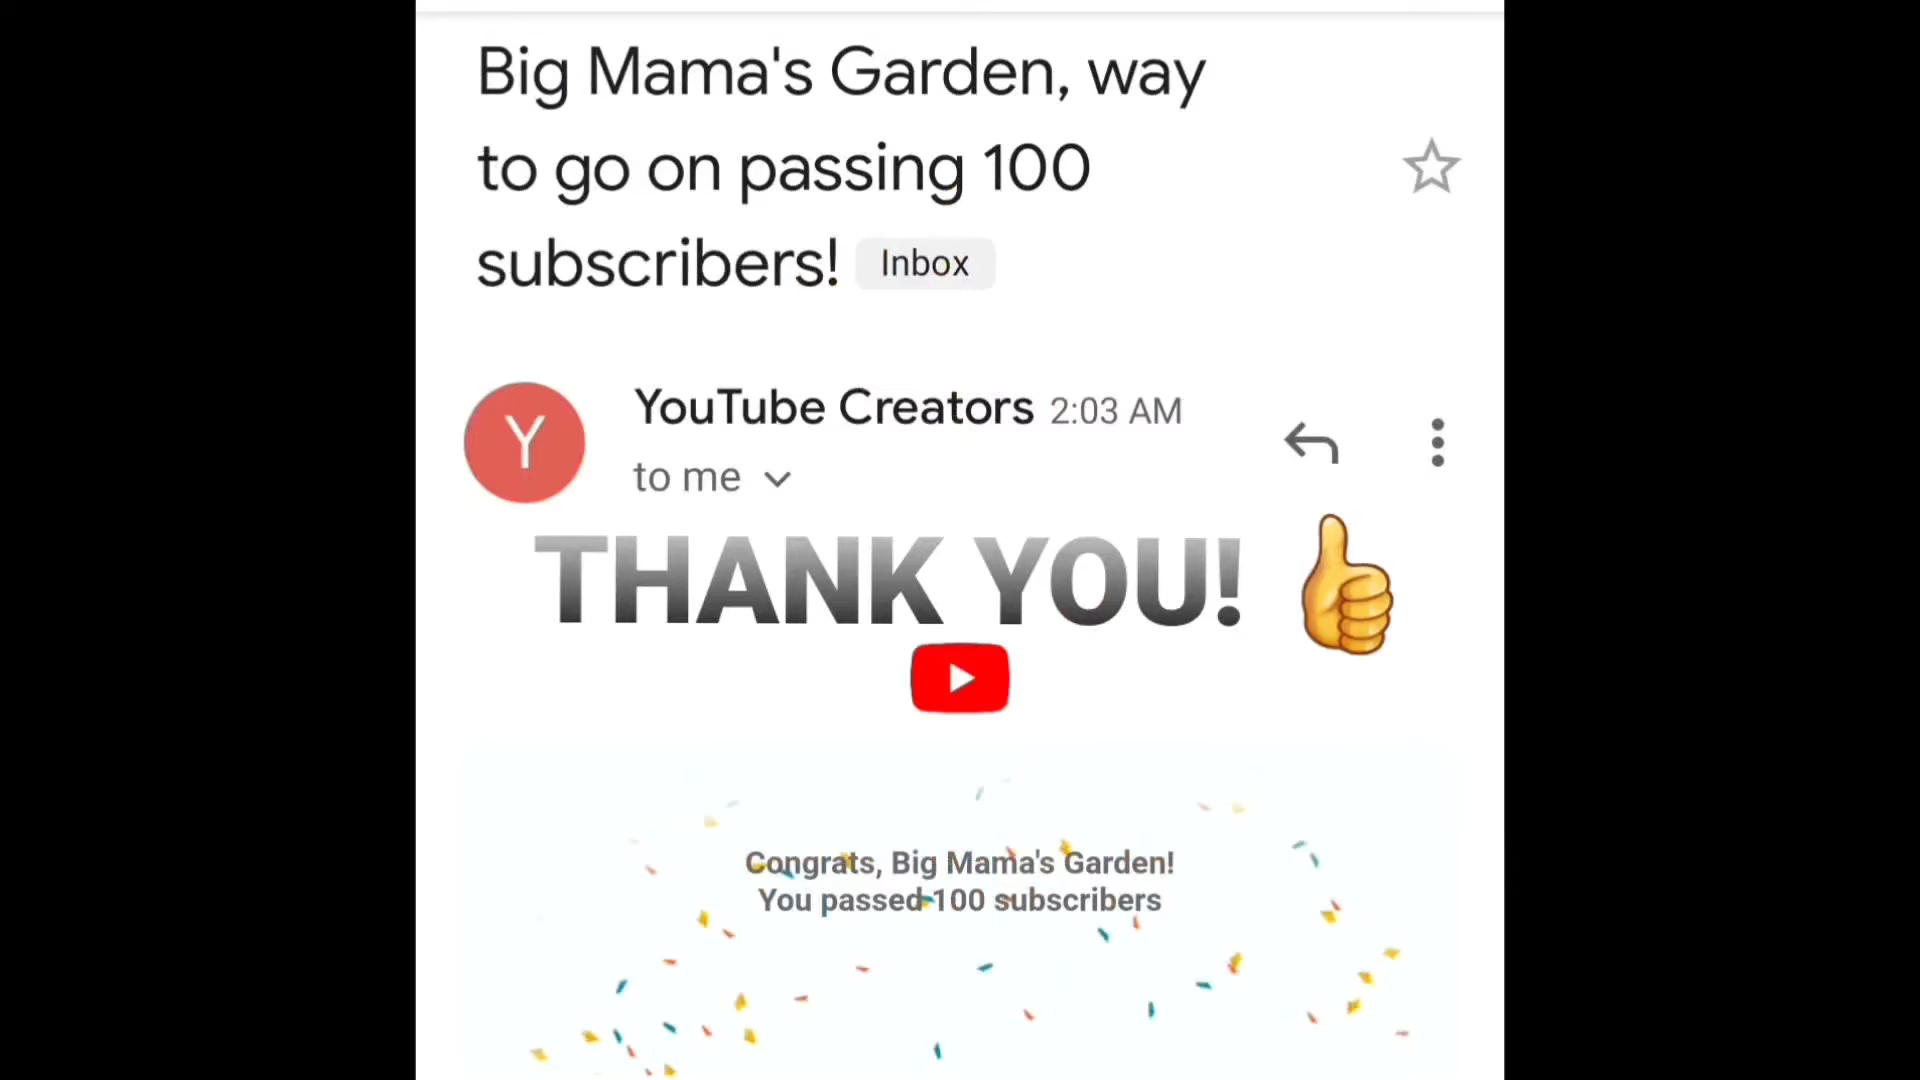 Big Mama's Garden, way
to go on passing 100
subscribers! Inbox
Y
YouTube Creators 2:03 AM
to me
THANK YOU!
Congrats, Big Mama's Garden!
You passed 100 subscribers